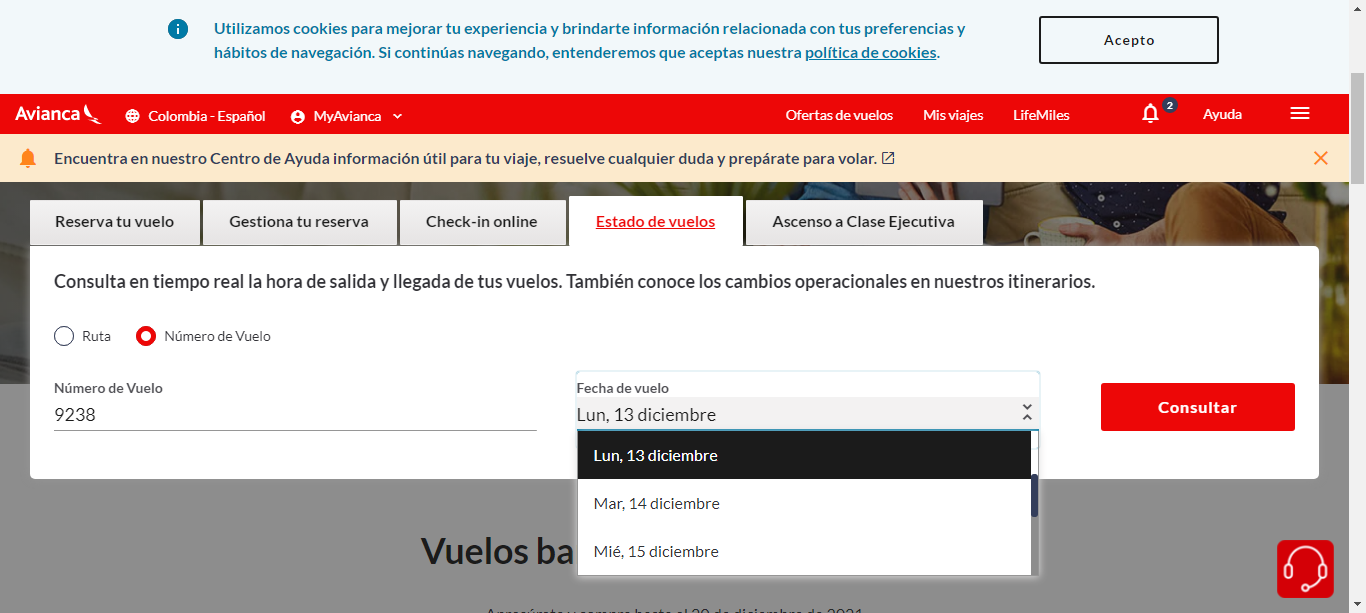 Utilizamos cookies para mejorar tu experiencia y brindarte información relacionada con tus preferencias y
hábitos de navegación. Si continúas navegando, entenderemos que aceptas nuestra política de cookies.
Acepto
Avianca
Colombia - Español
MyAvianca
Ofertas de vuelos
Mis viajes
LifeMiles
2
Ayuda
Encuentra en nuestro Centro de Ayuda información útil para tu viaje, resuelve cualquier duda y prepárate para volar.
Reserva tu vuelo
Gestiona tu reserva
Check-in online
Estado de vuelos
Ascenso a Clase Ejecutiva
Consulta en tiempo real la hora de salida y llegada de tus vuelos. También conoce los cambios operacionales en nuestros itinerarios.
Ruta
Número de Vuelo
Número de Vuelo
9238
Fecha de vuelo
Lun, 13 diciembre
Consultar
Lun, 13 diciembre
Mar, 14 diciembre
Mié, 15 diciembre
Vuelos ba